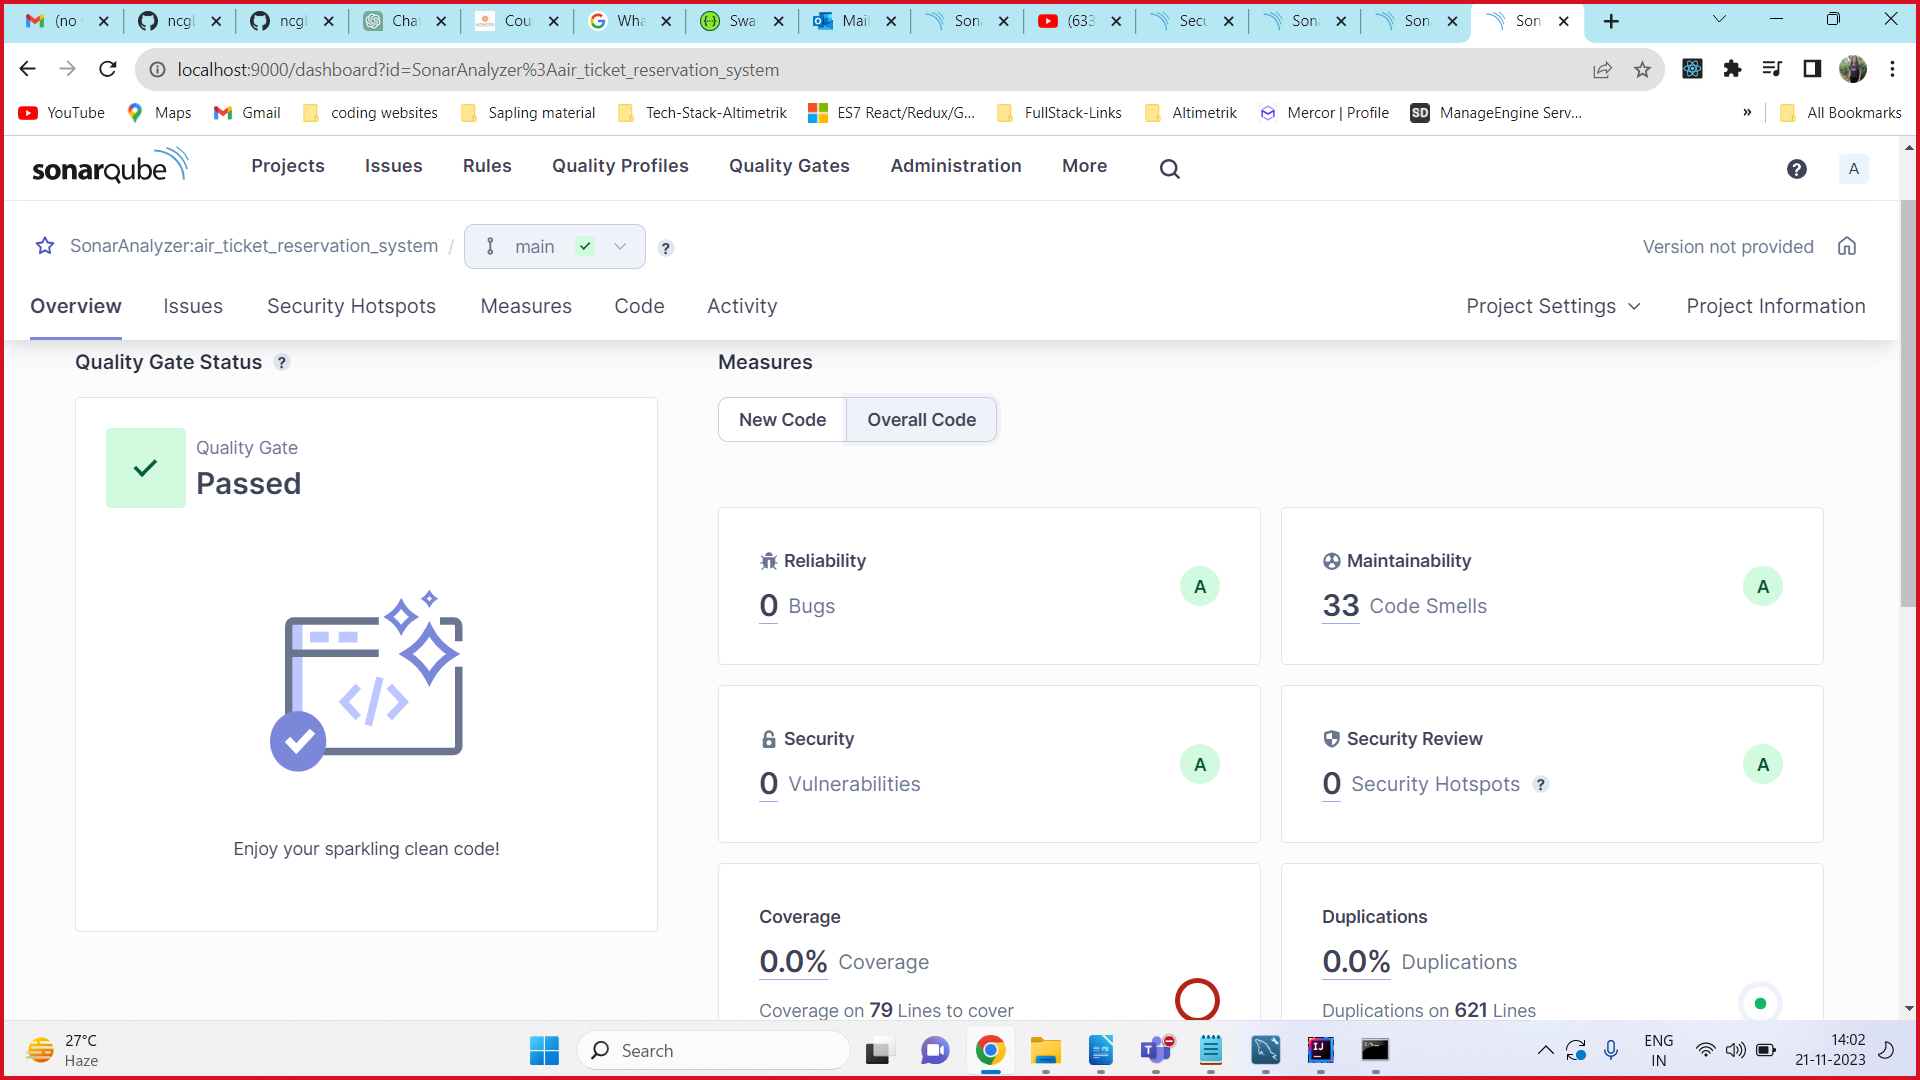 (no
ncgl
ncgl
Cha
Cou
Wha
Swa
Mail
Son
(633
Secu
Son
Son
Son
localhost:9000/dashboard?id=SonarAnalyzer%3Aair_ticket_reservation_system
YouTube Maps Gmail coding websites Sapling material Tech-Stack-Altimetrik ES7 React/Redux/G... FullStack-Links Altimetrik Mercor | Profile SD ManageEngine Serv... » All Bookmarks
sonarqube Projects Issues Rules Quality Profiles Quality Gates Administration More ? A
SonarAnalyzer:air_ticket_reservation_system / main ? Version not provided
Overview Issues Security Hotspots Measures Code Activity Project Settings Project Information
Quality Gate Status ?
Quality Gate
Passed
</>
Enjoy your sparkling clean code!
Measures
New Code Overall Code
Reliability
0 Bugs
A
Maintainability
33 Code Smells
A
Security
0 Vulnerabilities
A
Security Review
0 Security Hotspots ?
A
Coverage
0.0% Coverage
Coverage on 79 Lines to cover
Duplications
0.0% Duplications
Duplications on 621 Lines
27°C
Haze
Search
IJ
ENG
IN
14:02
21-11-2023